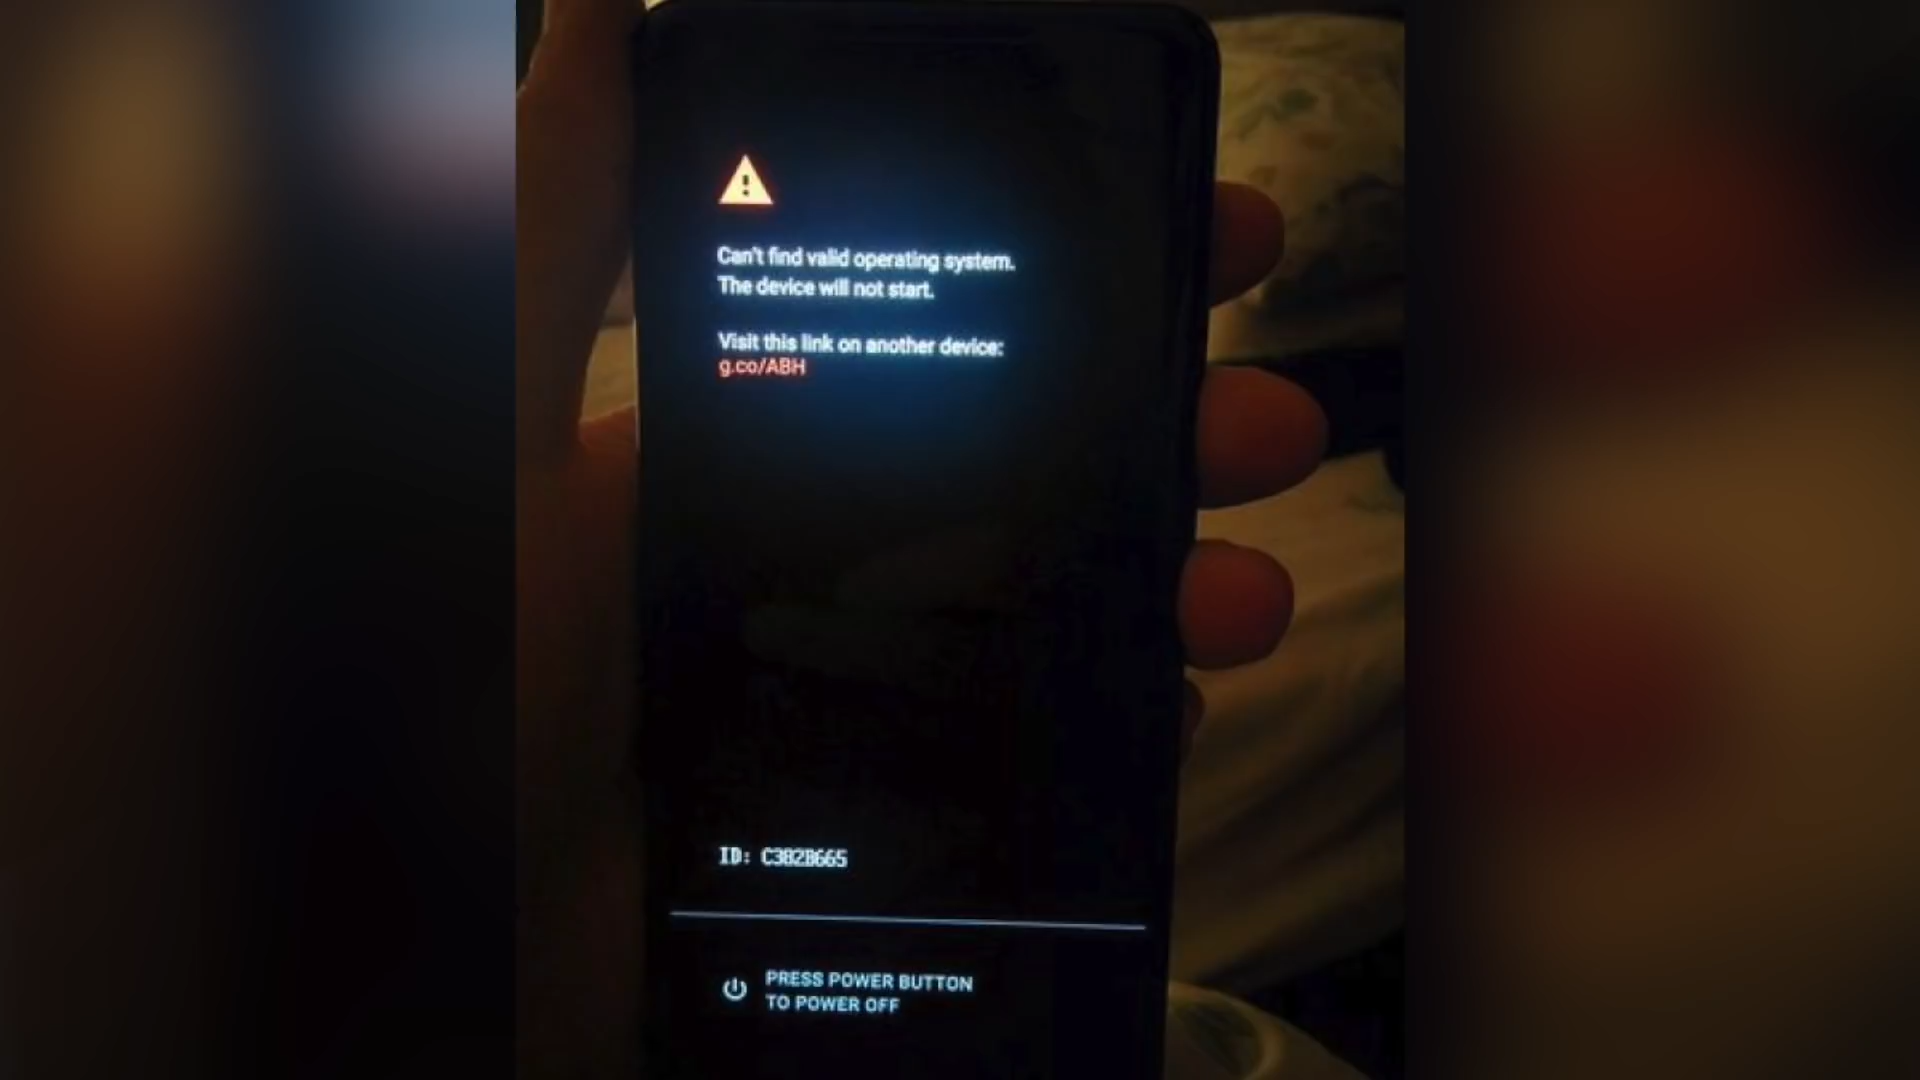 Can't find valid operating system.
The device will not start.
Visit this link on another device:
g.co/ABH
ID: C382B665
PRESS POWER BUTTON
TO POWER OFF